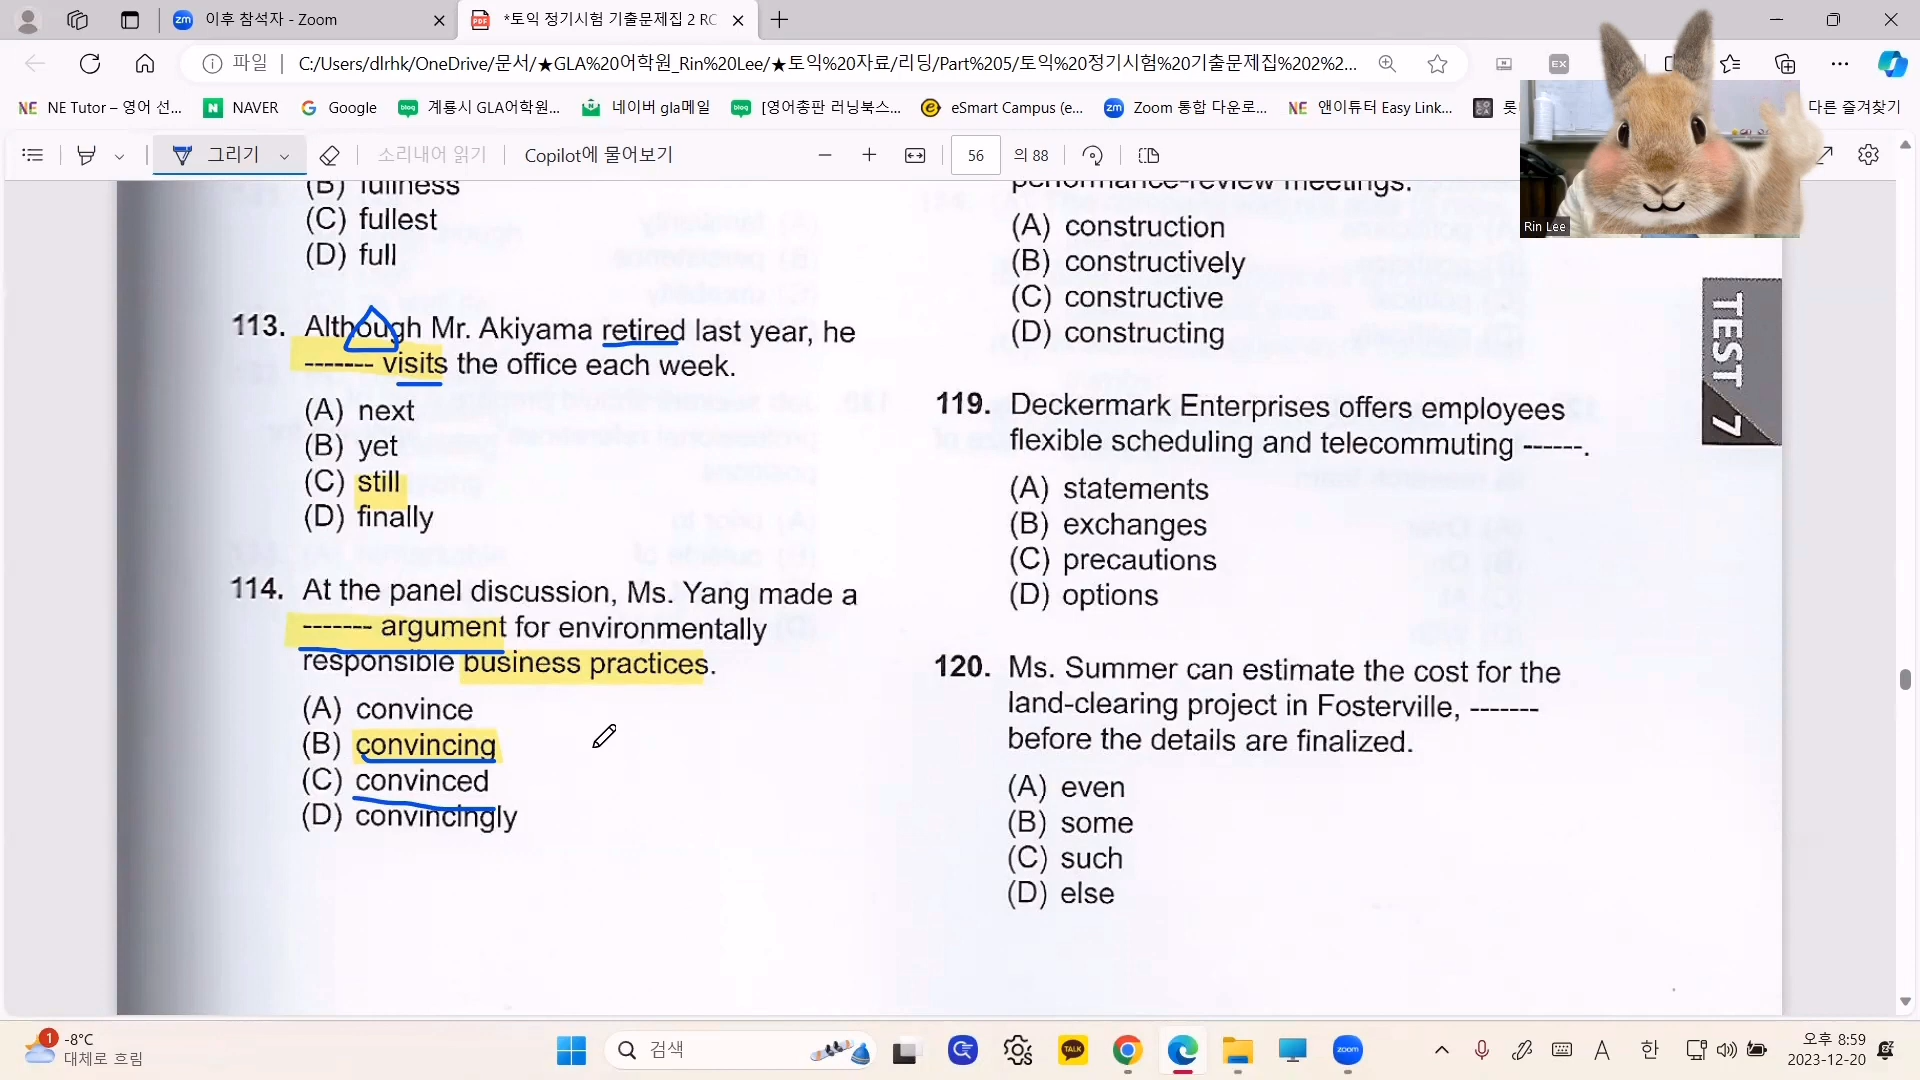 이후 참석자 - Zoom
*토익 정기시험 기출문제집 2 RC
파일
C:/Users/dlrhk/OneDrive/문서/★GLA%20어학원_Rin%20Lee/★토익%20자료/리딩/Part%205/토익%20정기시험%20기출문제집%202%2...
NE Tutor – 영어 선...
NAVER
Google
계룡시 GLA어학원...
네이버 gla메일
[영어총판 러닝북스...
eSmart Campus (e...
Zoom 통합 다운로...
앤이튜터 Easy Link...
롯
다른 즐겨찾기
그리기
소리내어 읽기
Copilot에 물어보기
56
의 88
Rin Lee
(B) fullness
(C) fullest
(D) full
113. Although Mr. Akiyama retired last year, he
------- visits the office each week.
(A) next
(B) yet
(C) still
(D) finally
114. At the panel discussion, Ms. Yang made a
------- argument for environmentally
responsible business practices.
(A) convince
(B) convincing
(C) convinced
(D) convincingly
performance-review meetings.
(A) construction
(B) constructively
(C) constructive
(D) constructing
119. Deckermark Enterprises offers employees
flexible scheduling and telecommuting ------.
(A) statements
(B) exchanges
(C) precautions
(D) options
120. Ms. Summer can estimate the cost for the
land-clearing project in Fosterville, -------
before the details are finalized.
(A) even
(B) some
(C) such
(D) else
TEST 7
1
-8°C
대체로 흐림
검색
TALK
zoom
A
한
오후 8:59
2023-12-20